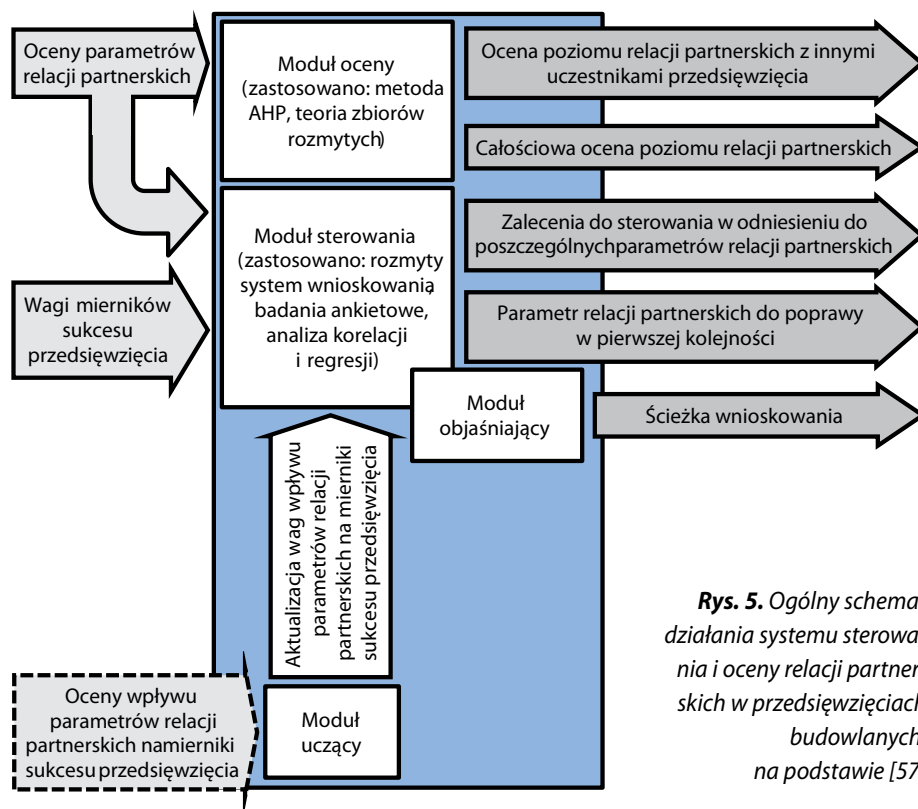 Oceny parametrów
relacji partnerskich
Moduł oceny
(zastosowano: metoda
AHP, teoria zbiorów
rozmytych)
Ocena poziomu relacji partnerskich z innymi
uczestnikami przedsięwzięcia
Całościowa ocena poziomu relacji partnerskich
Moduł sterowania
(zastosowano: rozmyty
system wnioskowania,
badania ankietowe,
analiza korelacji
i regresji)
Zalecenia do sterowania w odniesieniu do
poszczególnychparametrów relacji partnerskich
Wagi mierników
sukcesu
przedsięwzięcia
Parametr relacji partnerskich do poprawy
w pierwszej kolejności
Moduł
objaśniający
Ścieżka wnioskowania
Aktualizacja wag wpływu
parametrów relacji
partnerskich na mierniki
sukcesu przedsięwzięcia
Oceny wpływu
parametrów relacji
partnerskich namierniki
sukcesu przedsięwzięcia
Moduł
uczący
Rys. 5. Ogólny schema
działania systemu sterowa
nia i oceny relacji partner
skich w przedsięwzięciach
budowlanych
na podstawie [57